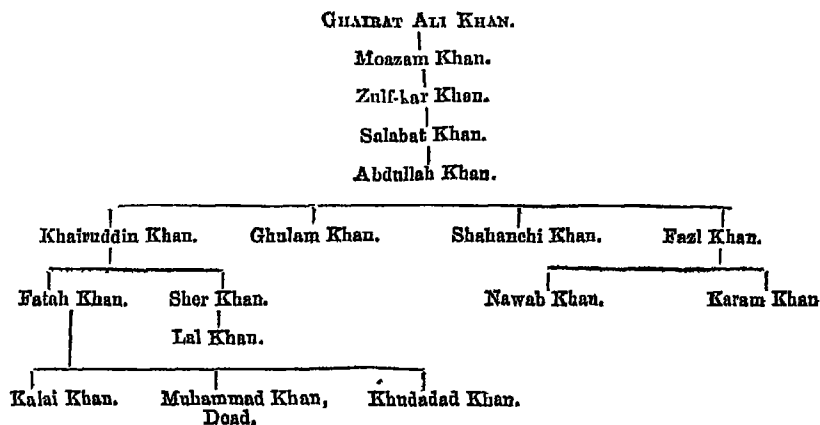 GHAIRAT ALI KHAN.
Moazam Khan.
Zulf-kar Khan.
Salabat Khan.
Abdullah Khan.
Khairuddin Khan. Ghulam Khan. Shahanchi Khan. Fazl Khan.
Fatah Khan. Sher Khan. Nawab Khan. Karam Khan
Lal Khan.
Kalai Khan. Muhammad Khan, Khudadad Khan.
Doad.